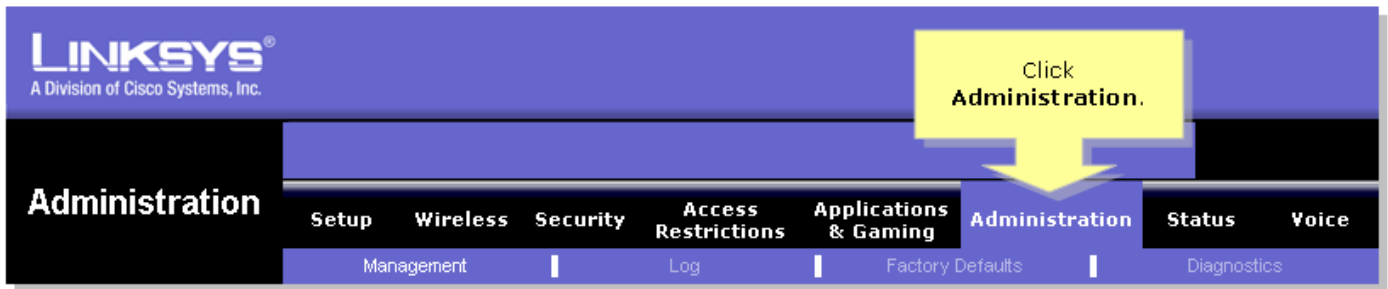 LINKSYS®
A Division of Cisco Systems, Inc.
Click
Administration.
Administration
Setup Wireless Security Access Restrictions Applications & Gaming Administration Status Voice
Management Log Factory Defaults Diagnostics